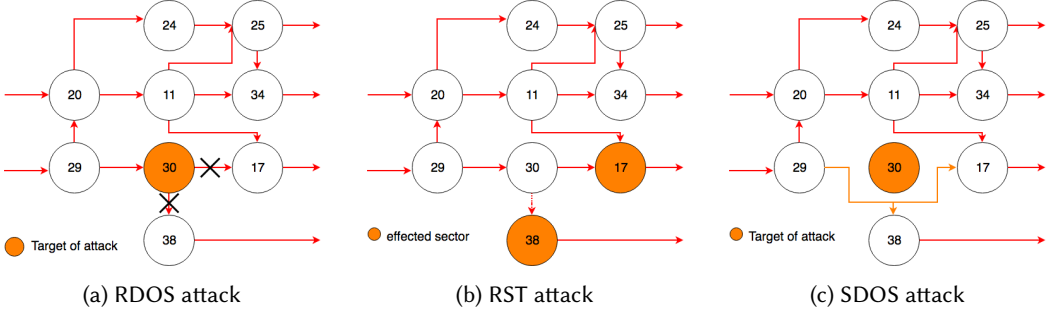 24 25
20 11 34
29 30 17
38
Target of attack
(a) RDOS attack
24 25
20 11 34
29 30 17
38
effected sector
(b) RST attack
24 25
20 11 34
29 30 17
38
Target of attack
(c) SDOS attack